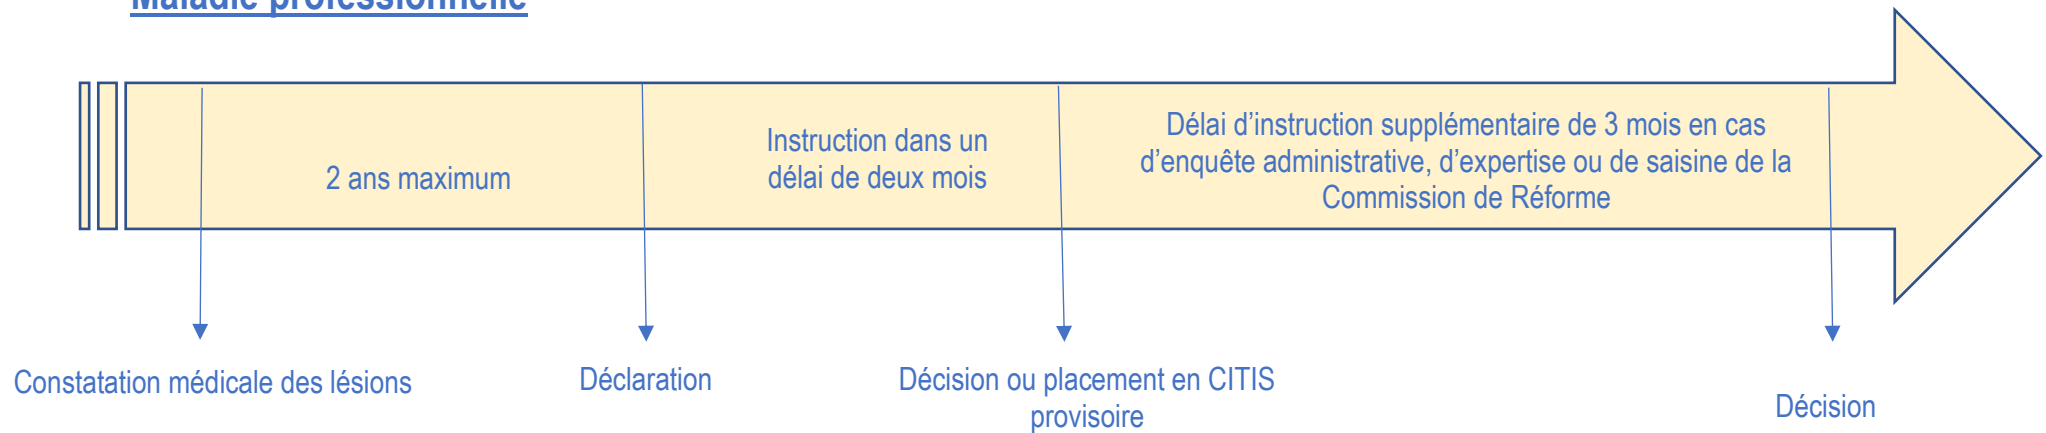 Maladie professionnelle
Délai d'instruction supplémentaire de 3 mois en cas
d'enquête administrative, d'expertise ou de saisine de la
Commission de Réforme
Instruction dans un
délai de deux mois
2 ans maximum
Constatation médicale des lésions
Déclaration
Décision ou placement en CITIS
provisoire
Décision